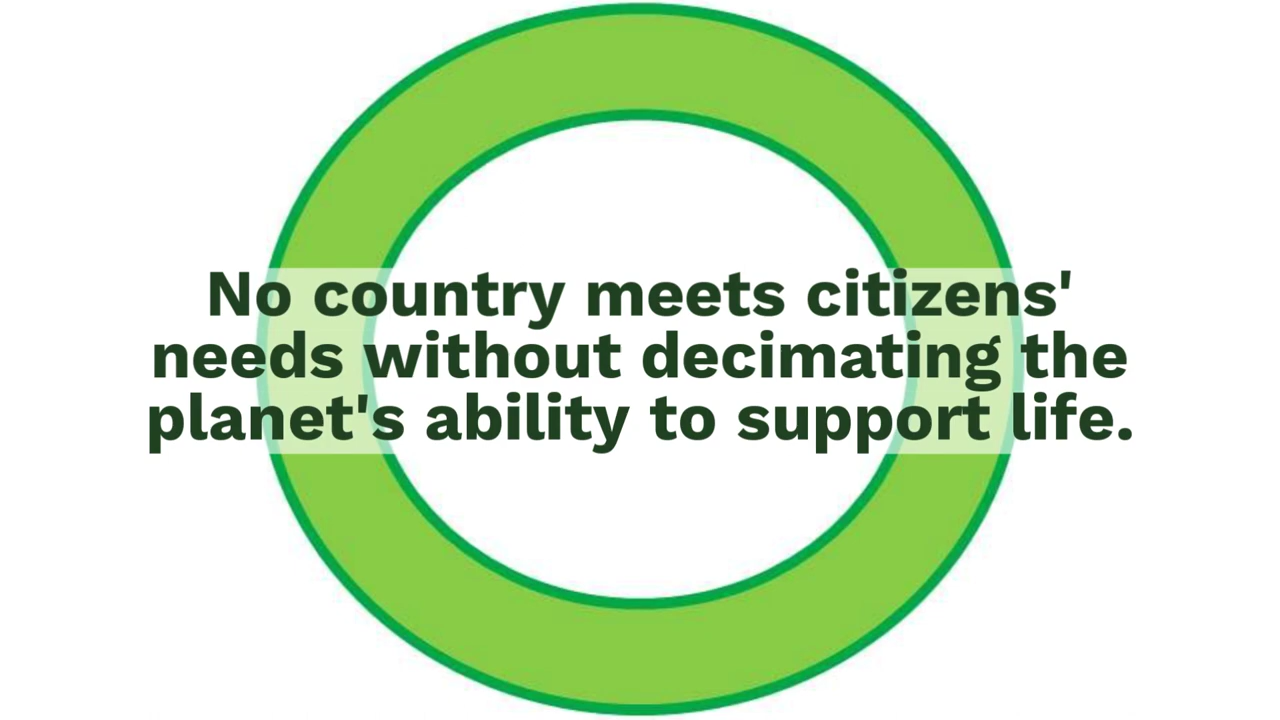 No country meets citizens'
needs without decimating the
planet's ability to support life.